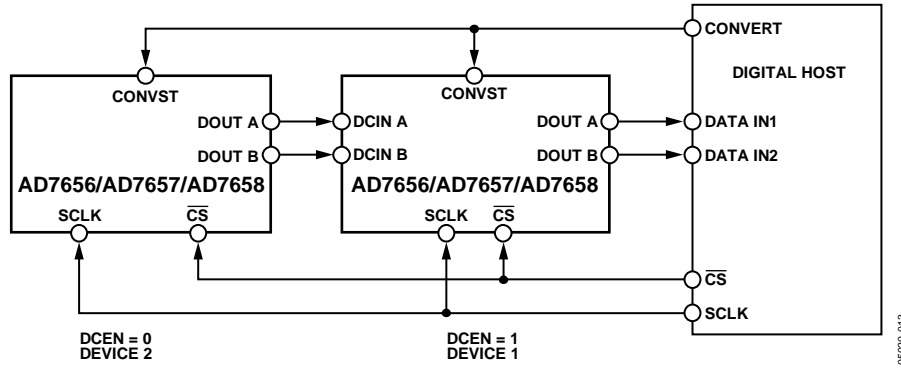 CONVERT
DIGITAL HOST
CONVST
CONVST
DOUT A
DCIN A
DOUT A
DATA IN1
DOUT B
DCIN B
DOUT B
DATA IN2
AD7656/AD7657/AD7658
AD7656/AD7657/AD7658
SCLK
CS
SCLK
CS
CS
SCLK
DCEN = 0
DEVICE 2
DCEN = 1
DEVICE 1